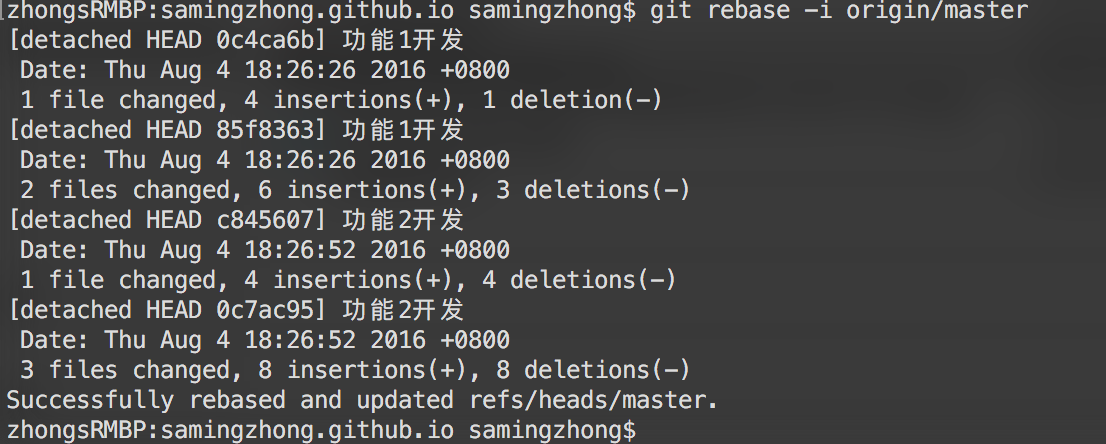 zhongsRMBP:samingzhong.github.io samingzhong$ git rebase -i origin/master
[detached HEAD 0c4ca6b] 功能1开发
 Date: Thu Aug 4 18:26:26 2016 +0800
 1 file changed, 4 insertions(+), 1 deletion(-)
[detached HEAD 85f8363] 功能1开发
 Date: Thu Aug 4 18:26:26 2016 +0800
 2 files changed, 6 insertions(+), 3 deletions(-)
[detached HEAD c845607] 功能2开发
 Date: Thu Aug 4 18:26:52 2016 +0800
 1 file changed, 4 insertions(+), 4 deletions(-)
[detached HEAD 0c7ac95] 功能2开发
 Date: Thu Aug 4 18:26:52 2016 +0800
 3 files changed, 8 insertions(+), 8 deletions(-)
Successfully rebased and updated refs/heads/master.
zhongsRMBP:samingzhong.github.io samingzhong$